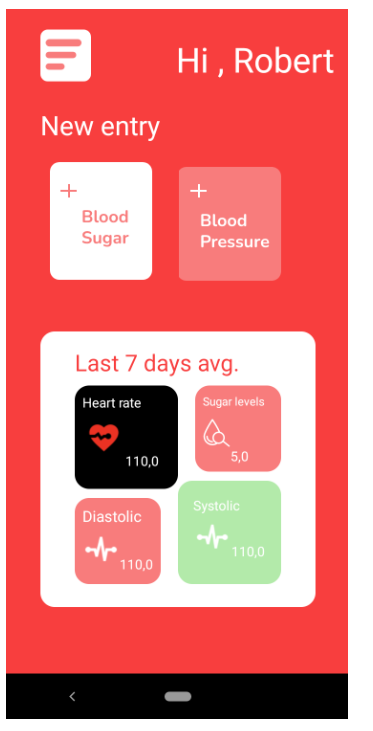 Hi , Robert
New entry
+
Blood
Sugar
+
Blood
Pressure
Last 7 days avg.
Heart rate
110,0
Sugar levels
5,0
Diastolic
110,0
Systolic
110,0